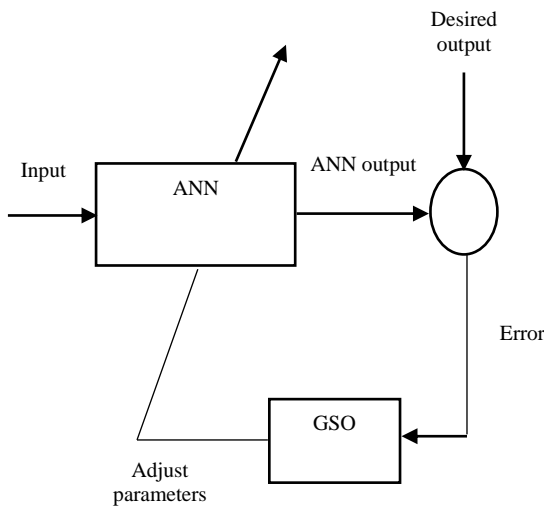 Desired
output
Input
ANN
ANN output
Error
GSO
Adjust
parameters